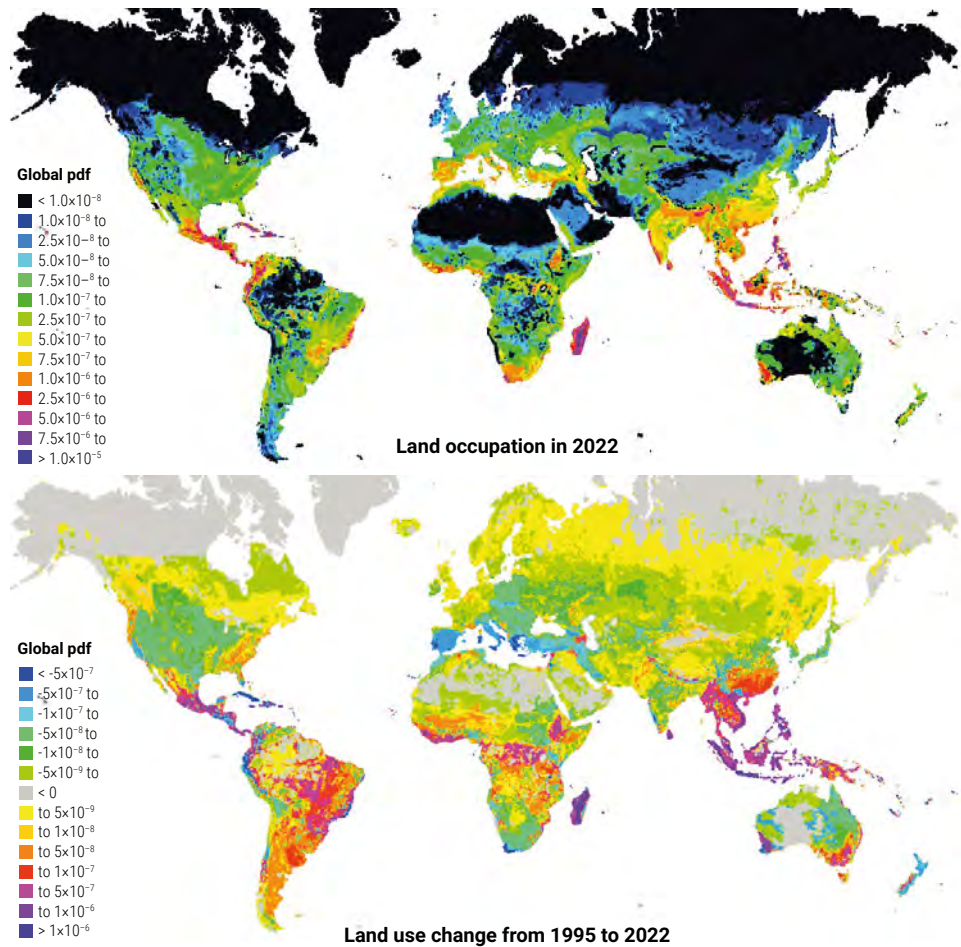 Global pdf
< 1.0×10⁻⁸
1.0×10⁻⁸ to
2.5×10⁻⁸ to
5.0×10⁻⁸ to
7.5×10⁻⁸ to
1.0×10⁻⁷ to
2.5×10⁻⁷ to
5.0×10⁻⁷ to
7.5×10⁻⁷ to
1.0×10⁻⁶ to
2.5×10⁻⁶ to
5.0×10⁻⁶ to
7.5×10⁻⁶ to
> 1.0×10⁻⁵
Land occupation in 2022
Global pdf
< -5×10⁻⁷
-5×10⁻⁷ to
-1×10⁻⁷ to
-5×10⁻⁸ to
-1×10⁻⁸ to
-5×10⁻⁹ to
< 0
to 5×10⁻⁹
to 1×10⁻⁸
to 5×10⁻⁸
to 1×10⁻⁷
to 5×10⁻⁷
to 1×10⁻⁶
> 1×10⁻⁶
Land use change from 1995 to 2022